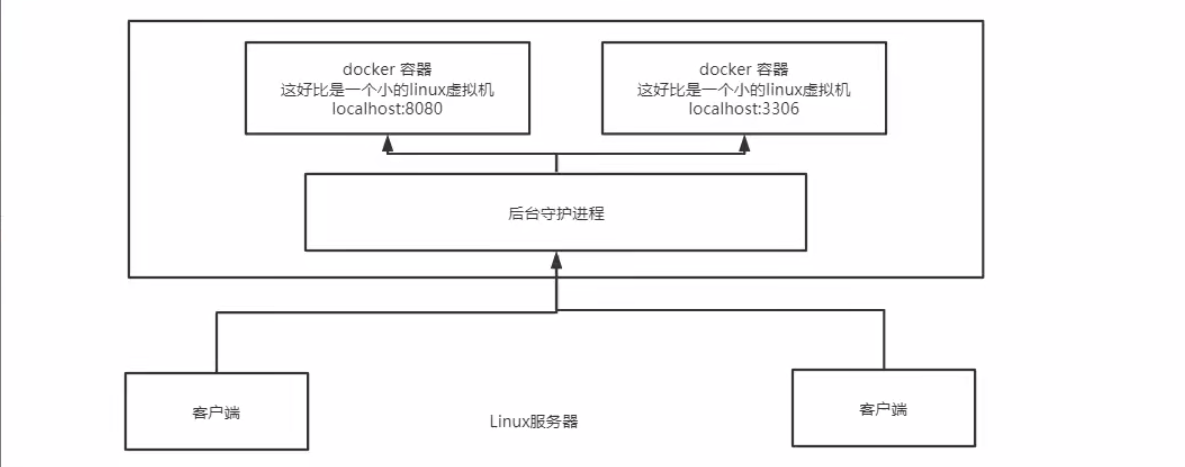 docker 容器
这好比是一个小的linux虚拟机
localhost:8080
docker 容器
这好比是一个小的linux虚拟机
localhost:3306
后台守护进程
客户端
Linux服务器
客户端